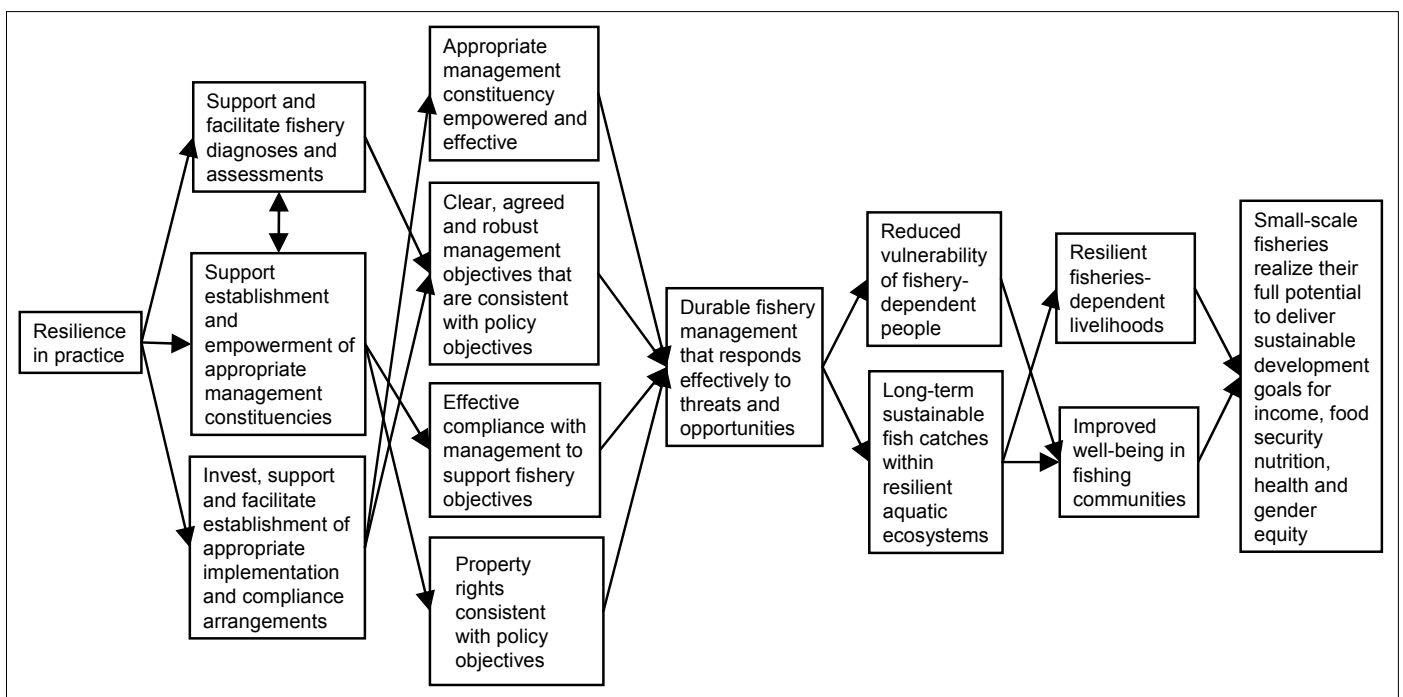 Resilience
in practice
Support and
facilitate fishery
diagnoses and
assessments
Support
establishment
and
empowerment of
appropriate
management
constituencies
Invest, support
and facilitate
establishment of
appropriate
implementation
and compliance
arrangements
Appropriate
management
constituency
empowered and
effective
Clear, agreed
and robust
management
objectives that
are consistent
with policy
objectives
Effective
compliance with
management to
support fishery
objectives
Property
rights
consistent
with policy
objectives
Durable fishery
management
that responds
effectively to
threats and
opportunities
Reduced
vulnerability
of fishery-
dependent
people
Long-term
sustainable
fish catches
within
resilient
aquatic
ecosystems
Resilient
fisheries-
dependent
livelihoods
Improved
well-being in
fishing
communities
Small-scale
fisheries
realize their
full potential
to deliver
sustainable
development
goals for
income, food
security
nutrition,
health and
gender
equity